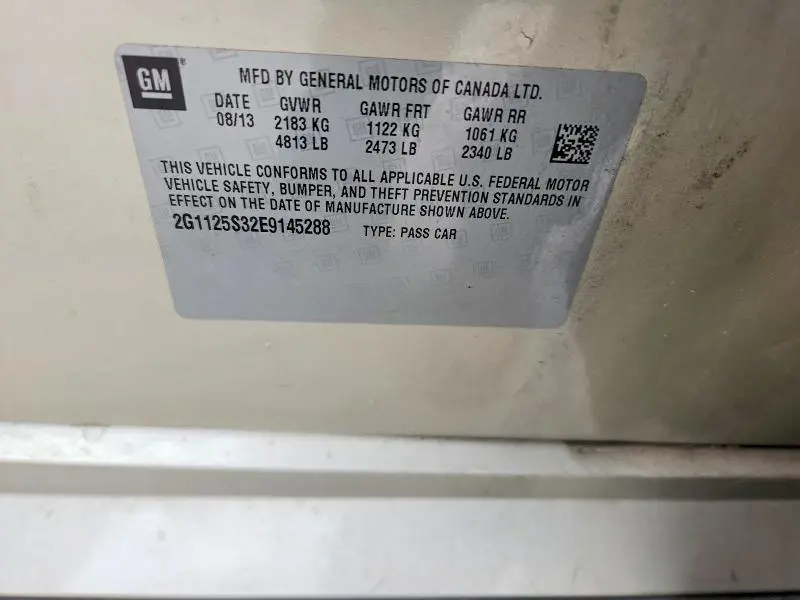 GM®
MFD BY GENERAL MOTORS OF CANADA LTD.
DATE GVWR GAWR FRT GAWR RR
08/13 2183 KG 1122 KG 1061 KG
4813 LB 2473 LB 2340 LB
THIS VEHICLE CONFORMS TO ALL APPLICABLE U.S. FEDERAL MOTOR
VEHICLE SAFETY, BUMPER, AND THEFT PREVENTION STANDARDS IN
EFFECT ON THE DATE OF MANUFACTURE SHOWN ABOVE.
2G1125S32E9145288 TYPE: PASS CAR